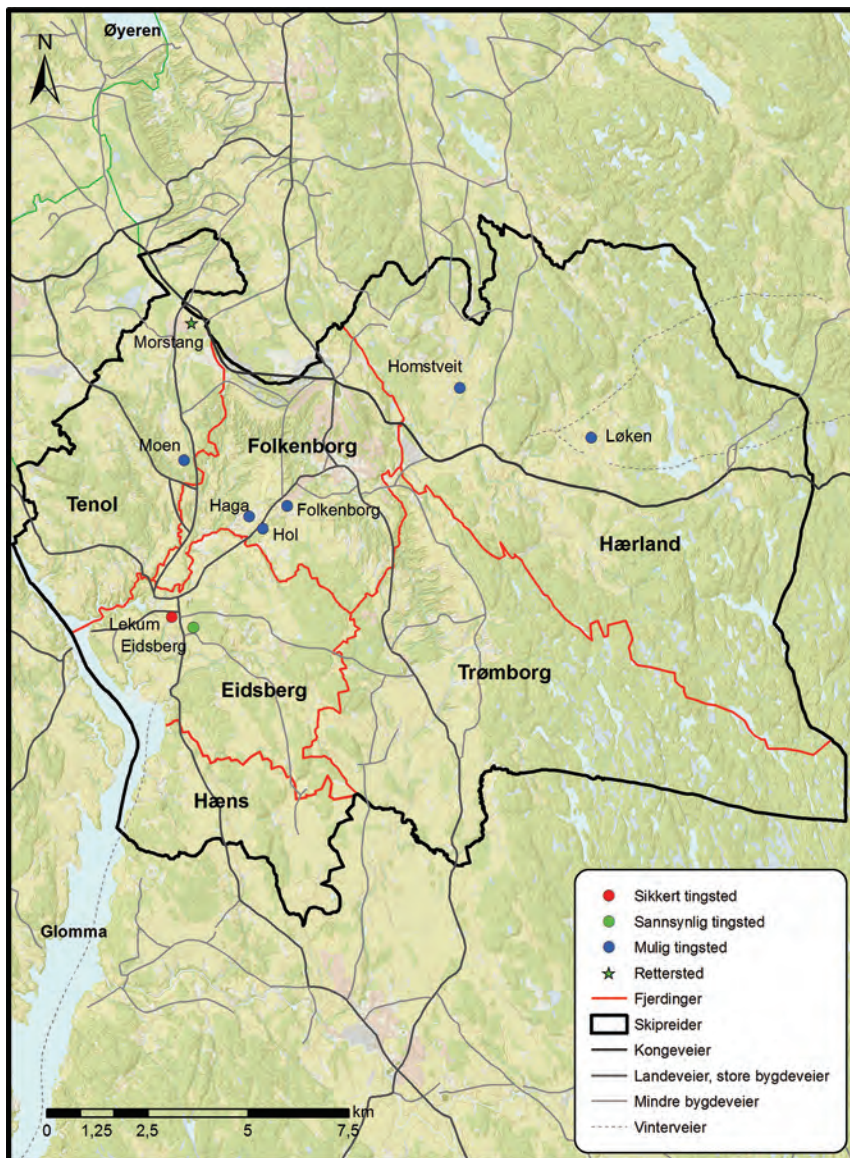 Øyeren
N
Morstang
Homstveit
Moen
Folkenborg
Løken
Tenol
Haga
Folkenborg
Hol
Hærland
Lekum
Eidsberg
Eidsberg
Trømborg
Hæns
Glomma
Sikkert tingsted
Sannsynlig tingsted
Mulig tingsted
Rettersted
Fjerdinger
Skipreider
Kongeveier
Landeveier, store bygdeveier
Mindre bygdeveier
Vinterveier
km
0 1,25 2,5 5 7,5